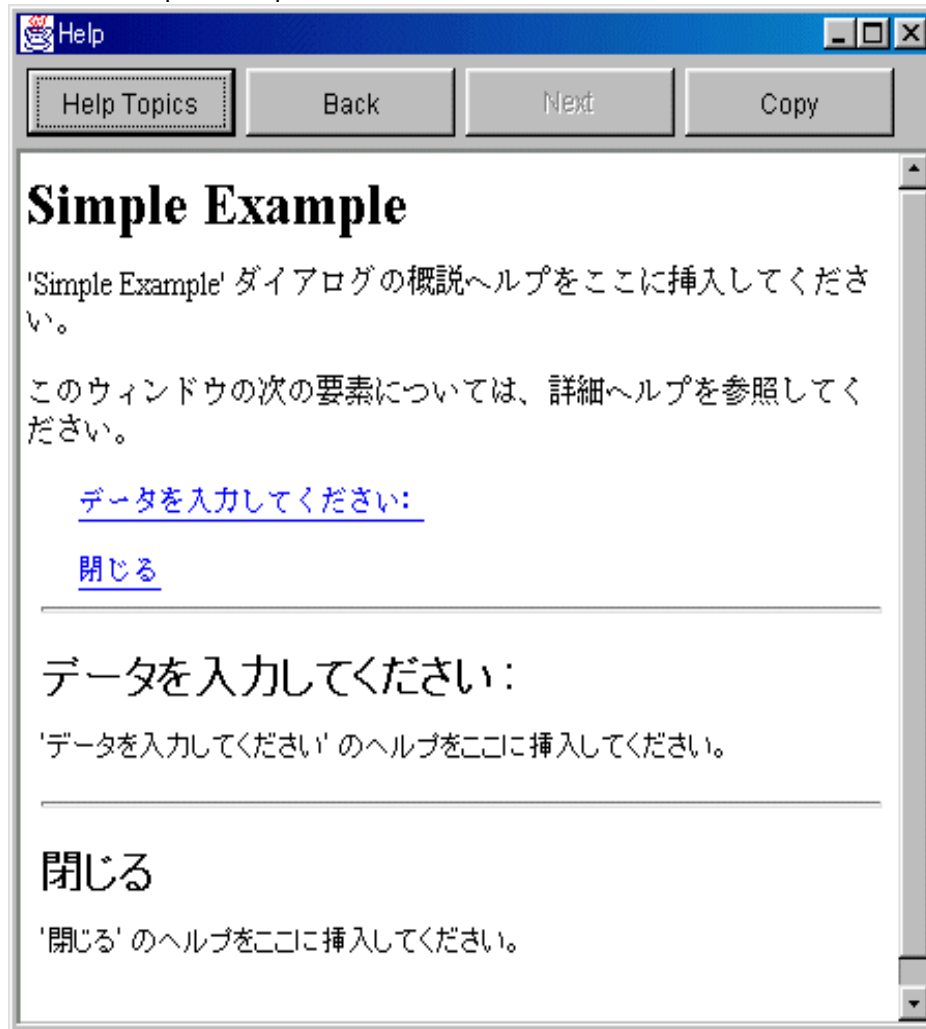 Help
Help Topics Back Next Copy
Simple Example
'Simple Example' ダイアログの概説ヘルプをここに挿入してくださ
い。
このウィンドウの次の要素については、詳細ヘルプを参照してく
ださい。
データを入力してください:
閉じる
データを入力してください:
'データを入力してください' のヘルプをここに挿入してください。
閉じる
'閉じる' のヘルプをここに挿入してください。